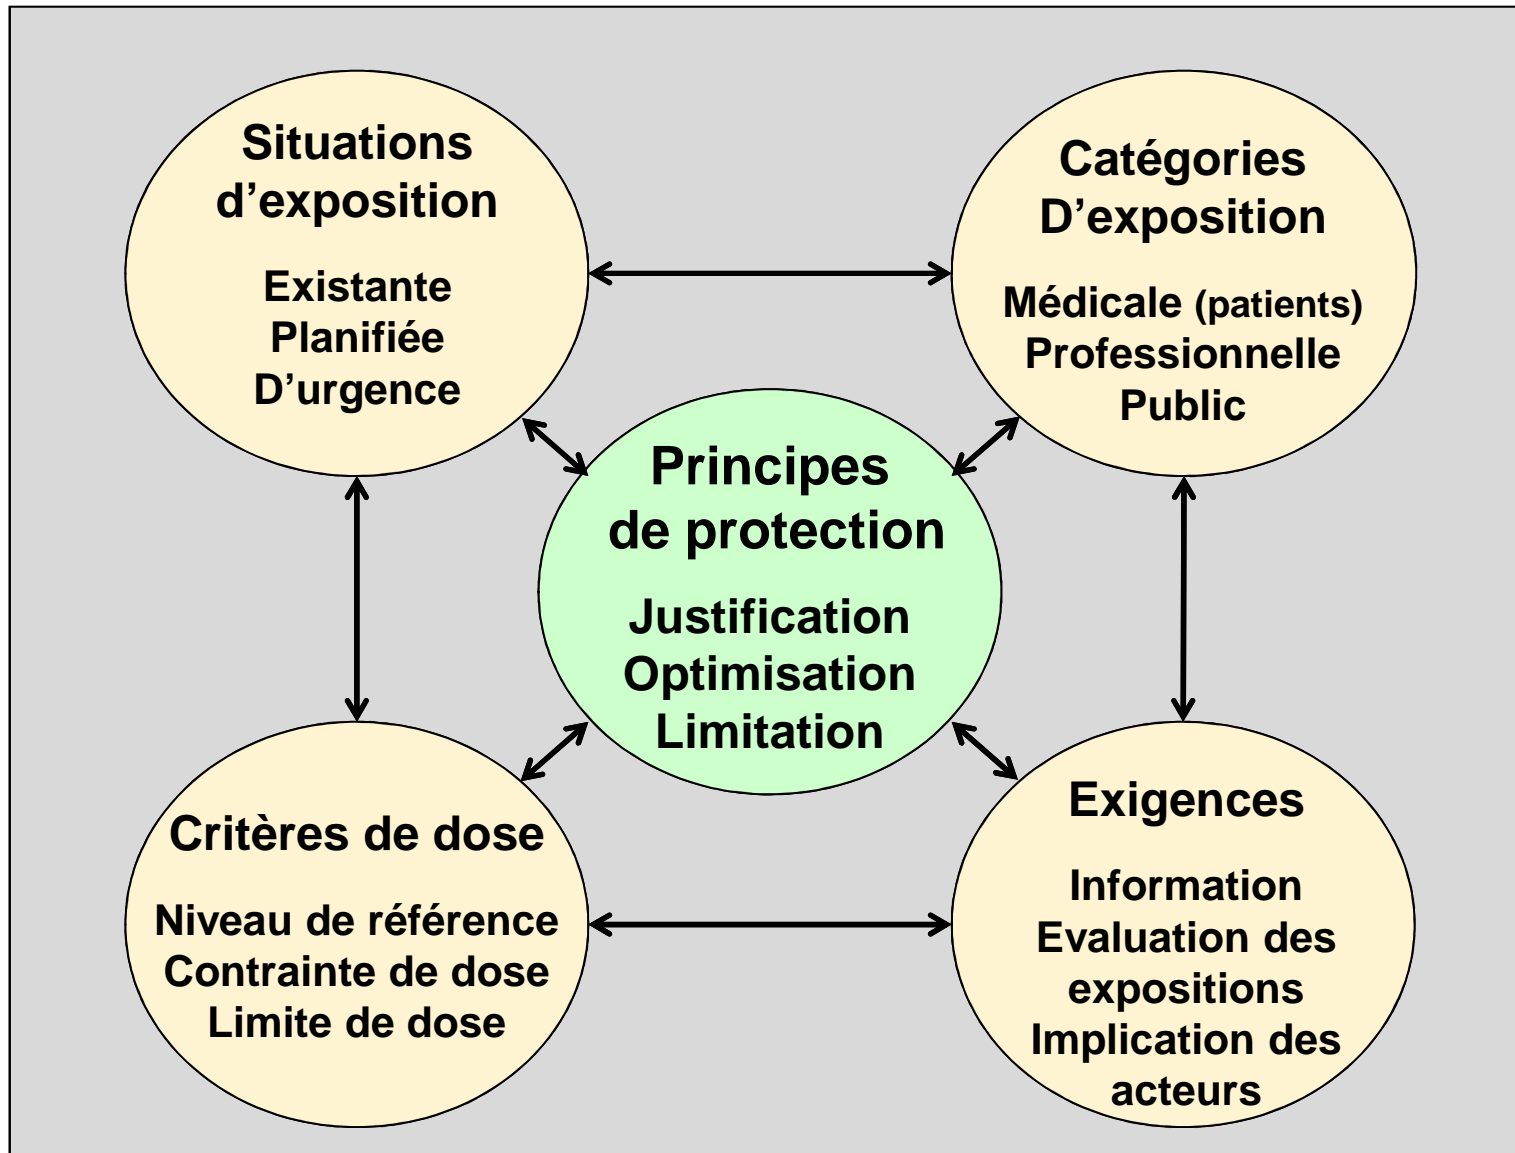 Situations
d’exposition
Existante
Planifiée
D’urgence
Catégories
D’exposition
Médicale (patients)
Professionnelle
Public
Principes
de protection
Justification
Optimisation
Limitation
Critères de dose
Niveau de référence
Contrainte de dose
Limite de dose
Exigences
Information
Evaluation des
expositions
Implication des
acteurs